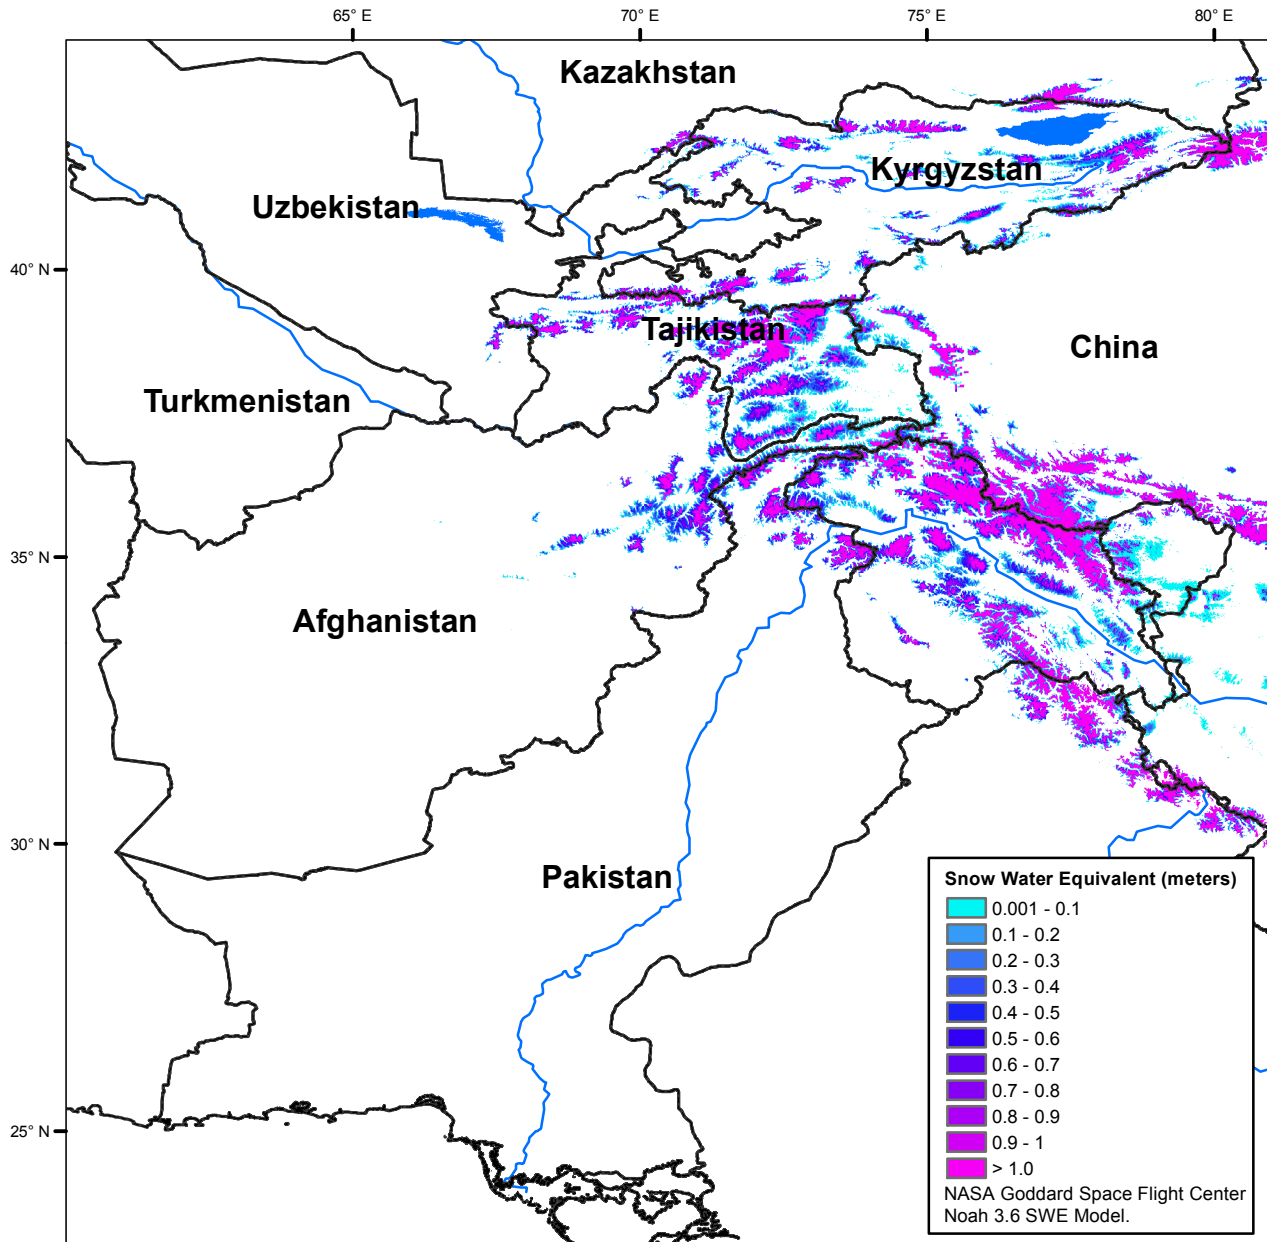 65° E
70° E
75° E
80° E
Kazakhstan
Kyrgyzstan
Uzbekistan
40° N
Tajikistan
China
Turkmenistan
35° N
Afghanistan
30° N
Pakistan
25° N
Snow Water Equivalent (meters)
0.001 - 0.1
0.1 - 0.2
0.2 - 0.3
0.3 - 0.4
0.4 - 0.5
0.5 - 0.6
0.6 - 0.7
0.7 - 0.8
0.8 - 0.9
0.9 - 1
> 1.0
NASA Goddard Space Flight Center
Noah 3.6 SWE Model.